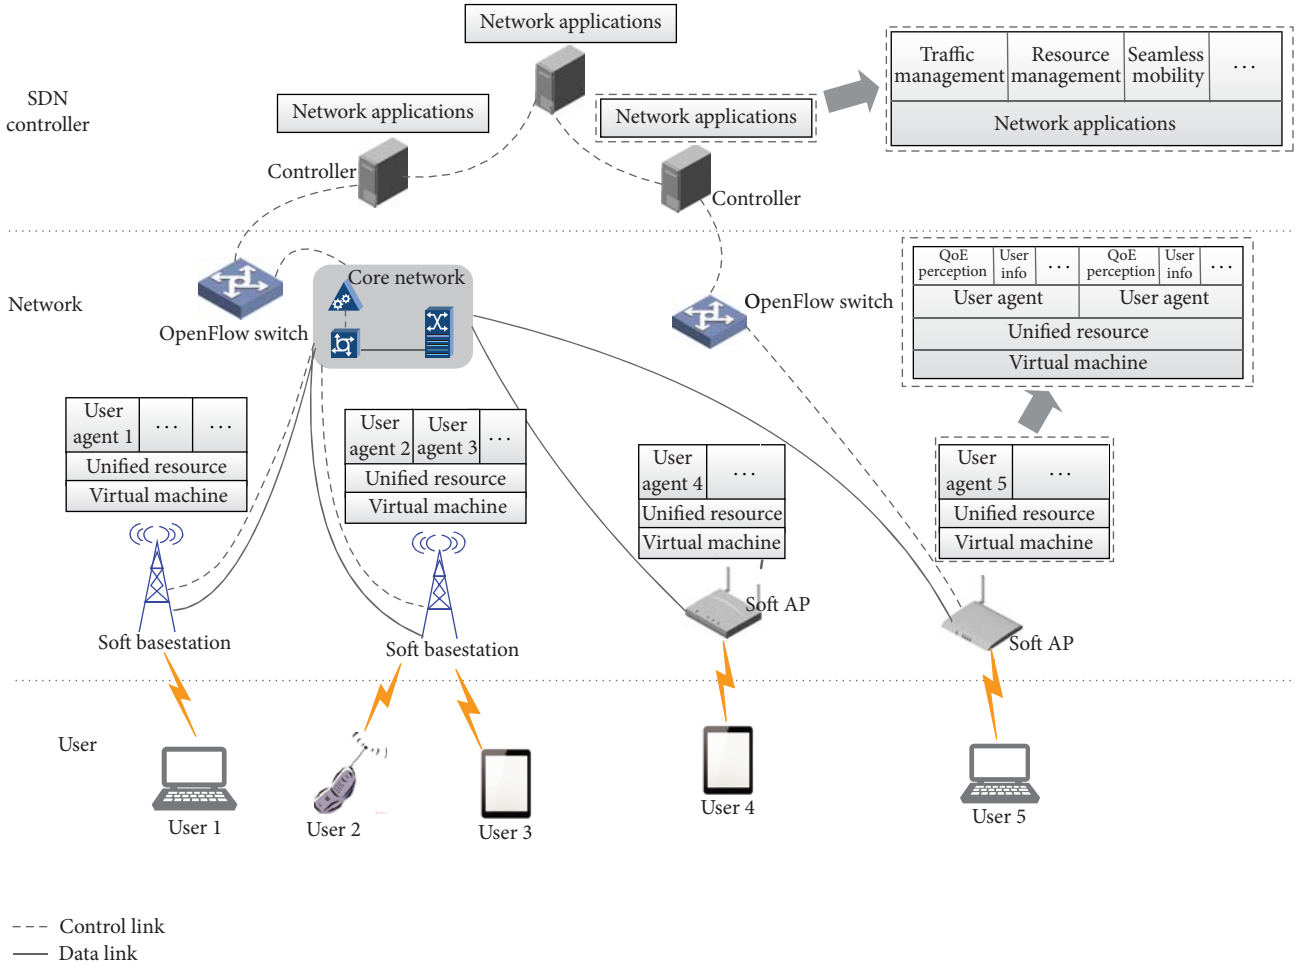 Network applications
Traffic management
Resource management
Seamless mobility
...
Network applications
SDN controller
Network applications
Network applications
Controller
Controller
Network
OpenFlow switch
Core network
OpenFlow switch
QoE perception
User info
...
QoE perception
User info
...
User agent
User agent
Unified resource
Virtual machine
User agent 1
...
...
Unified resource
Virtual machine
User agent 2
User agent 3
...
Unified resource
Virtual machine
User agent 4
...
Unified resource
Virtual machine
User agent 5
...
Unified resource
Virtual machine
Soft basestation
Soft basestation
Soft AP
Soft AP
User
User 1
User 2
User 3
User 4
User 5
Control link
Data link